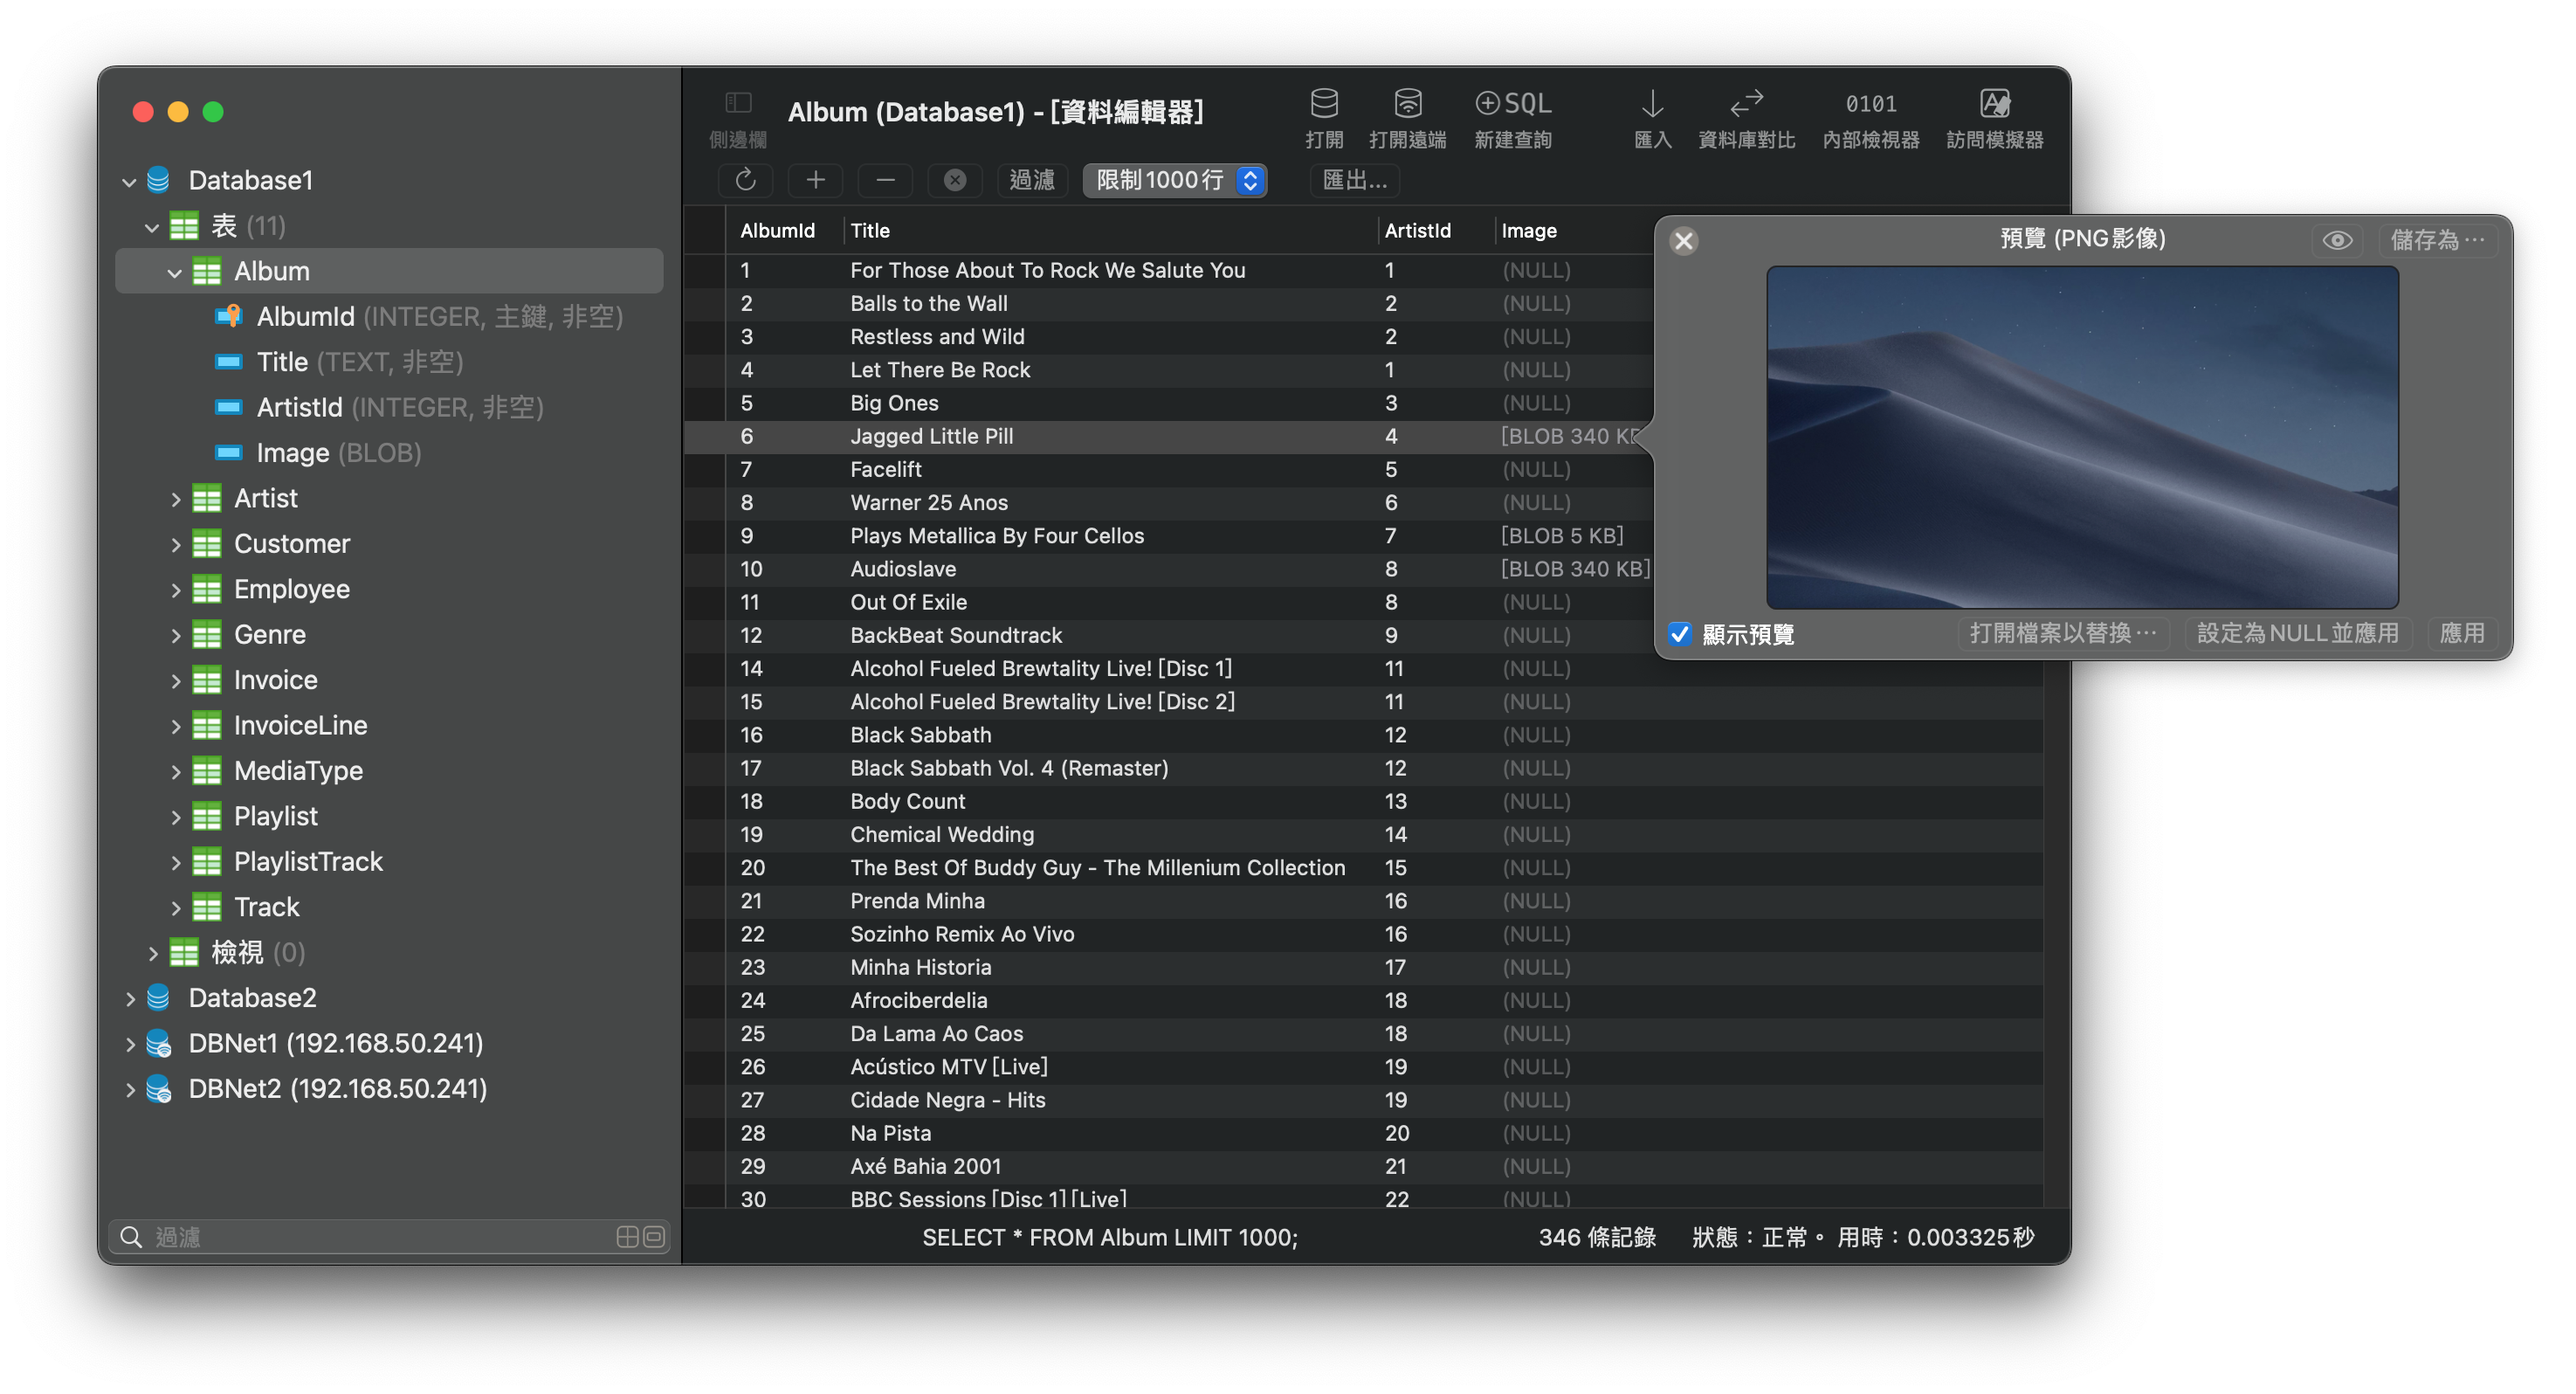 Database1
表 (11)
Album
AlbumId (INTEGER, 主鍵, 非空)
Title (TEXT, 非空)
ArtistId (INTEGER, 非空)
Image (BLOB)
Artist
Customer
Employee
Genre
Invoice
InvoiceLine
MediaType
Playlist
PlaylistTrack
Track
檢視 (0)
Database2
DBNet1 (192.168.50.241)
DBNet2 (192.168.50.241)
過濾
側邊欄
Album (Database1) - [資料編輯器]
打開
打開遠端
SQL
新建查詢
匯入
資料庫對比
0101
內部檢視器
訪問模擬器
過濾 限制1000行 匯出...
AlbumId Title ArtistId Image
1 For Those About To Rock We Salute You 1 (NULL)
2 Balls to the Wall 2 (NULL)
3 Restless and Wild 2 (NULL)
4 Let There Be Rock 1 (NULL)
5 Big Ones 3 (NULL)
6 Jagged Little Pill 4 [BLOB 340
7 Facelift 5 (NULL)
8 Warner 25 Anos 6 (NULL)
9 Plays Metallica By Four Cellos 7 [BLOB 5 KB]
10 Audioslave 8 [BLOB 340 KB]
11 Out Of Exile 8 (NULL)
12 BackBeat Soundtrack 9 (NULL)
14 Alcohol Fueled Brewtality Live! [Disc 1] 11 (NULL)
15 Alcohol Fueled Brewtality Live! [Disc 2] 11 (NULL)
16 Black Sabbath 12 (NULL)
17 Black Sabbath Vol. 4 (Remaster) 12 (NULL)
18 Body Count 13 (NULL)
19 Chemical Wedding 14 (NULL)
20 The Best Of Buddy Guy - The Millenium Collection 15 (NULL)
21 Prenda Minha 16 (NULL)
22 Sozinho Remix Ao Vivo 16 (NULL)
23 Minha Historia 17 (NULL)
24 Afrociberdelia 18 (NULL)
25 Da Lama Ao Caos 18 (NULL)
26 Acústico MTV [Live] 19 (NULL)
27 Cidade Negra - Hits 19 (NULL)
28 Na Pista 20 (NULL)
29 Axé Bahia 2001 21 (NULL)
30 BBC Sessions [Disc 1] [Live] 22 (NULL)
SELECT * FROM Album LIMIT 1000; 346 條記錄 狀態：正常。 用時：0.003325秒
預覽 (PNG影像) 儲存為…
顯示預覽 打開檔案以替換… 設定為NULL並應用 應用